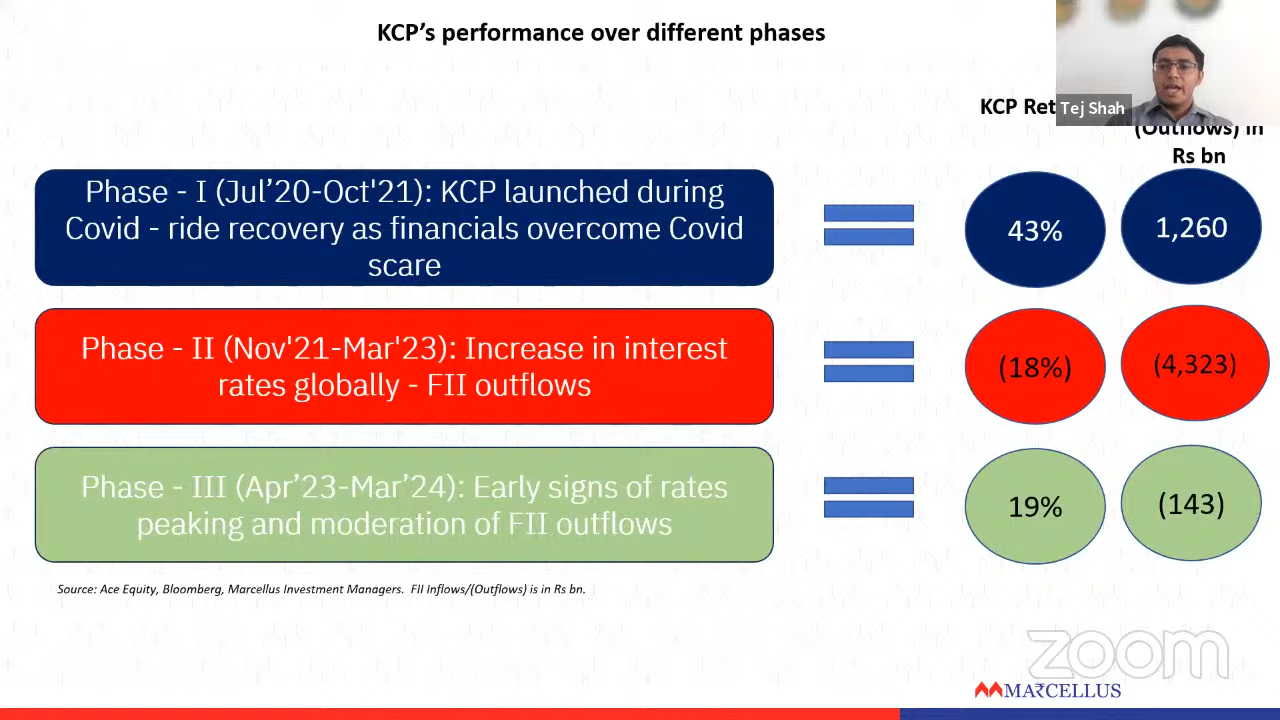 KCP's performance over different phases
KCP Ret
Tej Shah
(Outflows) in
Rs bn
Phase - I (Jul’20-Oct'21): KCP launched during
Covid - ride recovery as financials overcome Covid
scare
43%
1,260
Phase - II (Nov'21-Mar'23): Increase in interest
rates globally - FII outflows
(18%)
(4,323)
Phase - III (Apr’23-Mar’24): Early signs of rates
peaking and moderation of FII outflows
19%
(143)
Source: Ace Equity, Bloomberg, Marcellus Investment Managers. FII Inflows/(Outflows) is in Rs bn.
zoom
MARCELLUS